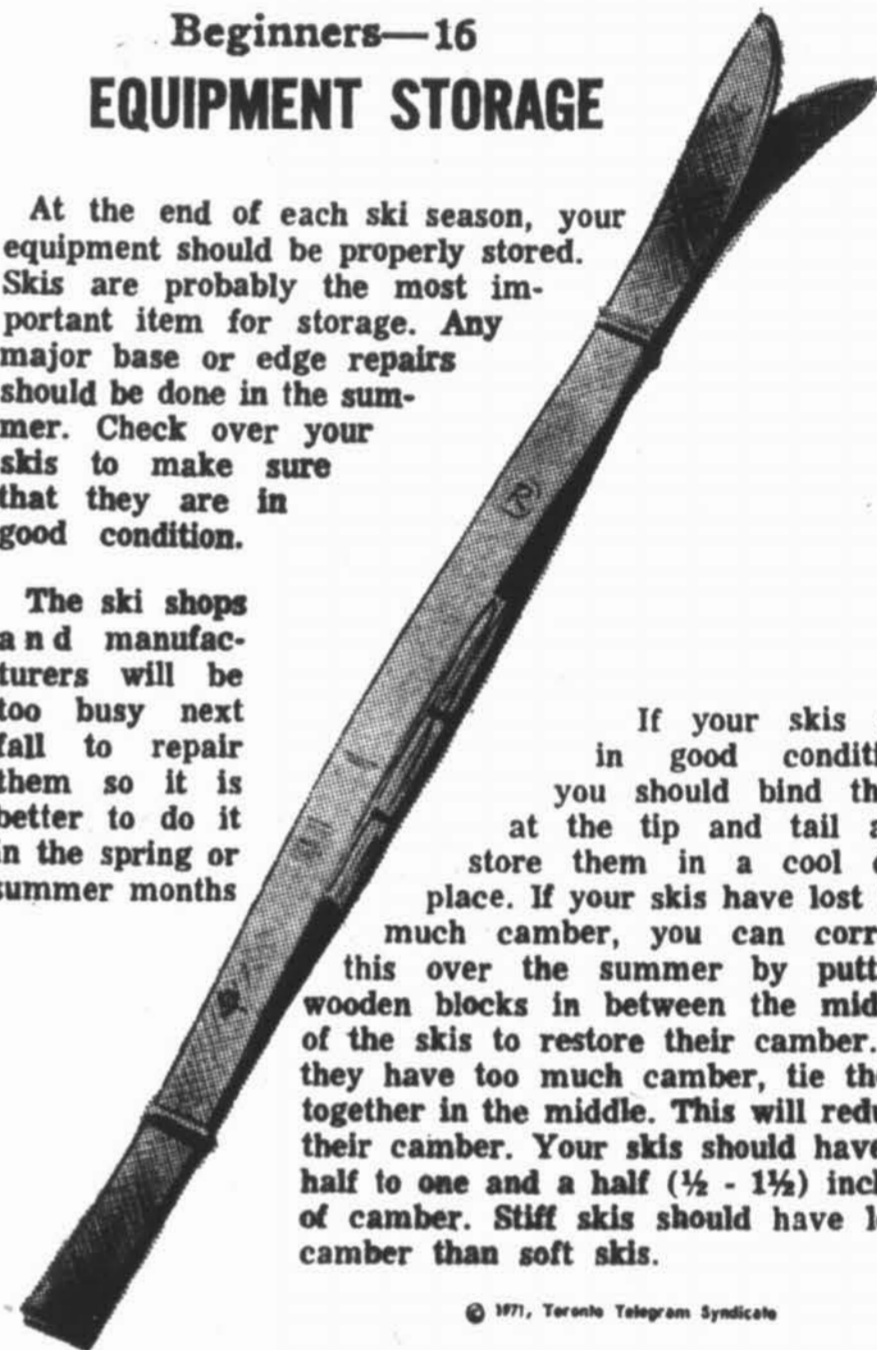 Beginners—16
EQUIPMENT STORAGE
At the end of each ski season, your
equipment should be properly stored.
Skis are probably the most im-
portant item for storage. Any
major base or edge repairs
should be done in the sum-
mer. Check over your
skis to make sure
that they are in
good condition.
The ski shops
and manufac-
turers will be
too busy next
fall to repair
them so it is
better to do it
in the spring or
summer months
If your skis
in good conditi
you should bind th
at the tip and tail a
store them in a cool
place. If your skis have lost
much camber, you can corr
this over the summer by putt
wooden blocks in between the mid
of the skis to restore their camber.
they have too much camber, tie th
together in the middle. This will redu
their camber. Your skis should have
half to one and a half (½ - 1½) incl
of camber. Stiff skis should have l
camber than soft skis.
© 1971, Toronto Telegram Syndicate